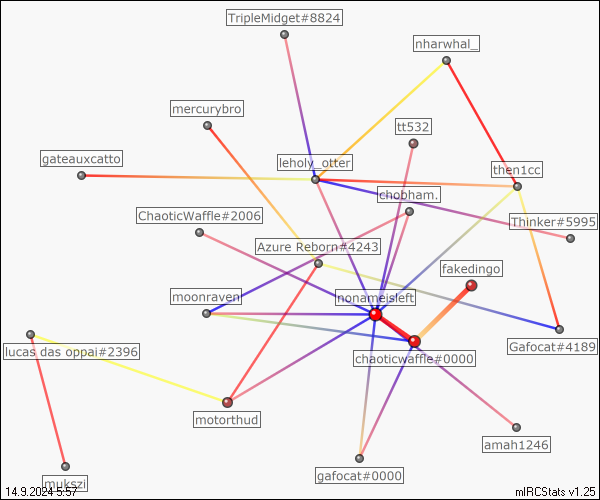 TripleMidget#8824
nharwhal_
mercurybro
tt532
gateauxcatto
leholy_otter
then1cc
chobham.
ChaoticWaffle#2006
Thinker#5995
Azure Reborn#4243
fakedingo
moonraven
nonameisleft
lucas das oppai#2396
chaoticwaffle#0000
Gafocat#4189
motorthud
amah1246
gafocat#0000
mukszi
14.9.2024 5:57
mIRCStats v1.25